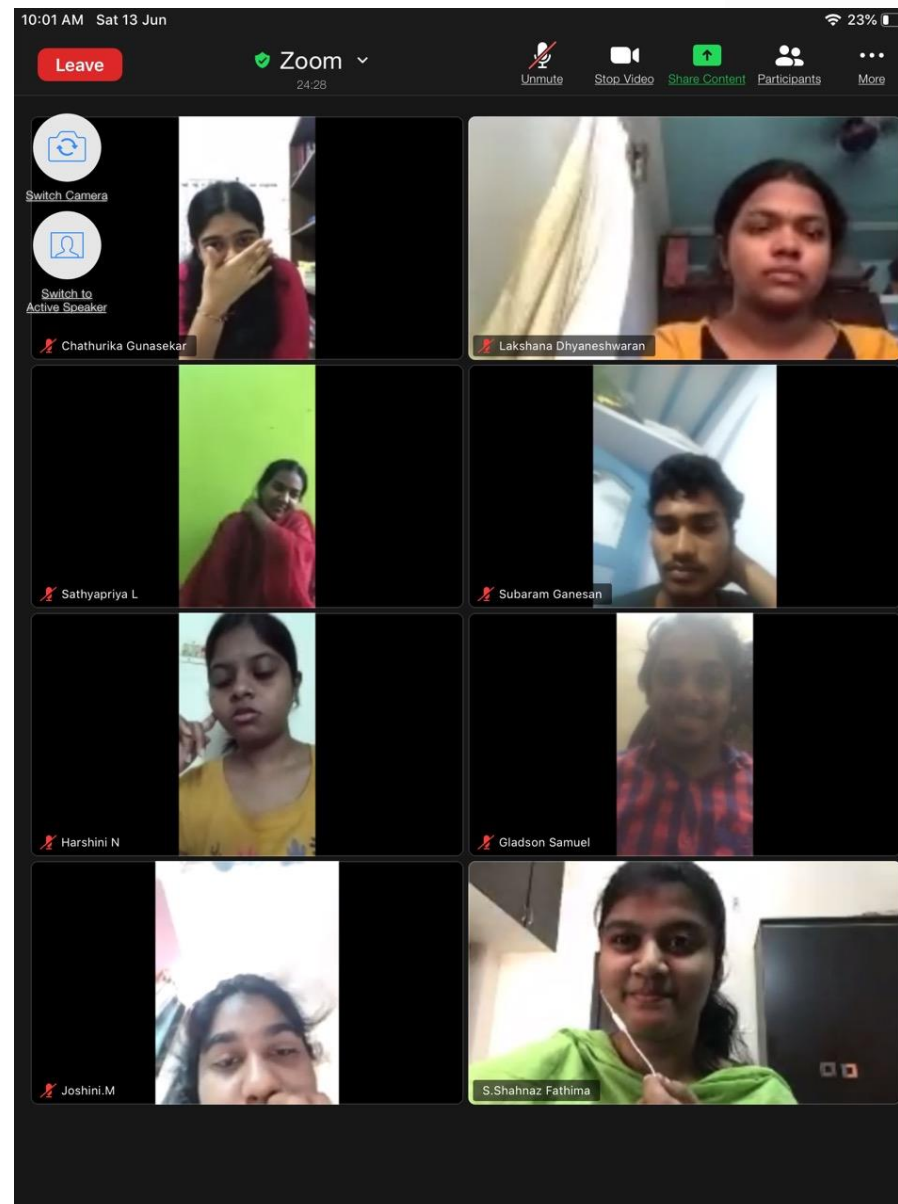 10:01 AM Sat 13 Jun
23%
Leave
Zoom
24:28
Unmute
Stop Video
Share Content
Participants
More
Switch Camera
Switch to
Active Speaker
Chathurika Gunasekar
Lakshana Dhyaneshwaran
Sathyapriya L
Subaram Ganesan
Harshini N
Gladson Samuel
Joshini.M
S.Shahnaz Fathima